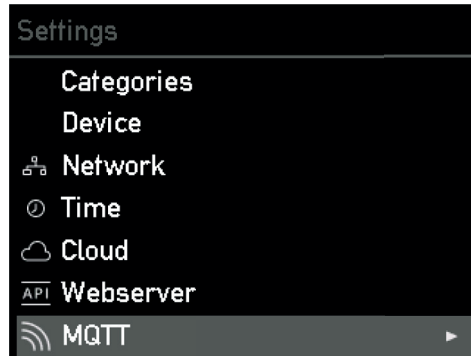 Settings
Categories
Device
Network
Time
Cloud
API Webserver
MQTT